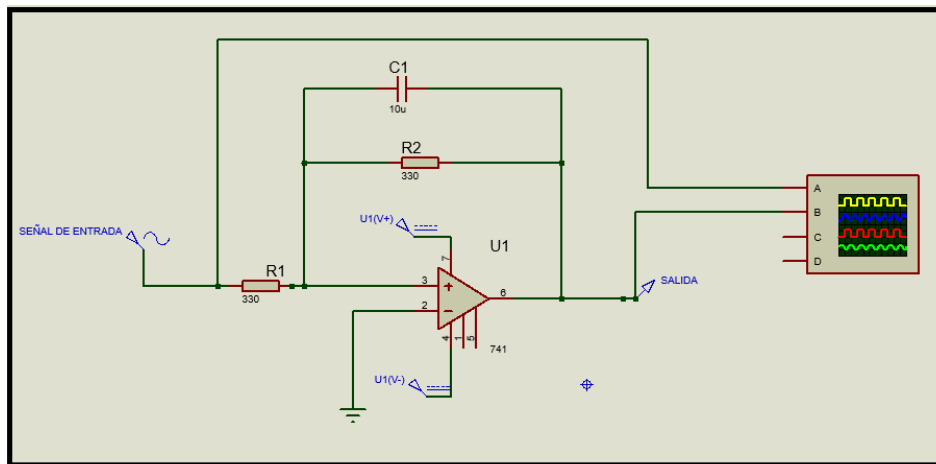 C1
10u
R2
330
SEÑAL DE ENTRADA
U1(V+)
U1
R1
330
7
3
2
6
4
1
5
741
U1(V-)
SALIDA
A
B
C
D